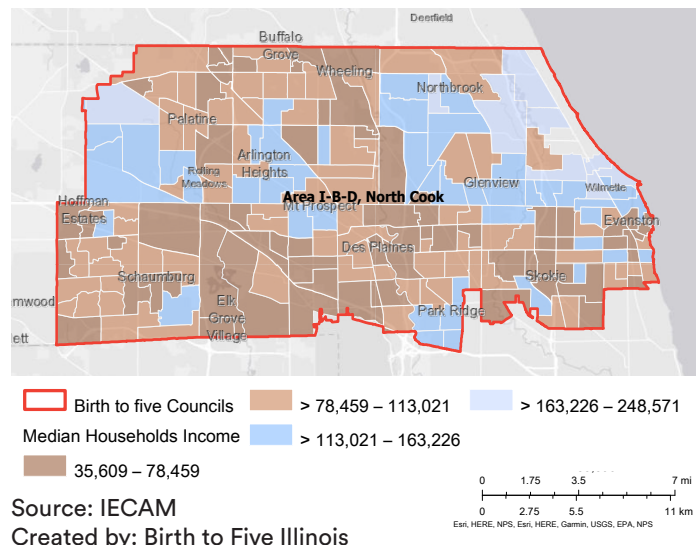 Deerfield
Buffalo
Grove
Wheeling
Northbrook
Palatine
Arlington
Heights
Rolling
Meadows
Glenview
Wilmette
Area I-B-D, North Cook
Hoffman
Estates
Mt Prospect
Evanston
Des Plaines
Schaumburg
Skokie
Elk
Grove
Village
Park Ridge
mwood
lett
Birth to five Councils
> 78,459 – 113,021
> 163,226 – 248,571
Median Households Income
> 113,021 – 163,226
35,609 – 78,459
0 1.75 3.5 7 mi
0 2.75 5.5 11 km
Esri, HERE, NPS, Esri, HERE, Garmin, USGS, EPA, NPS
Source: IECAM
Created by: Birth to Five Illinois